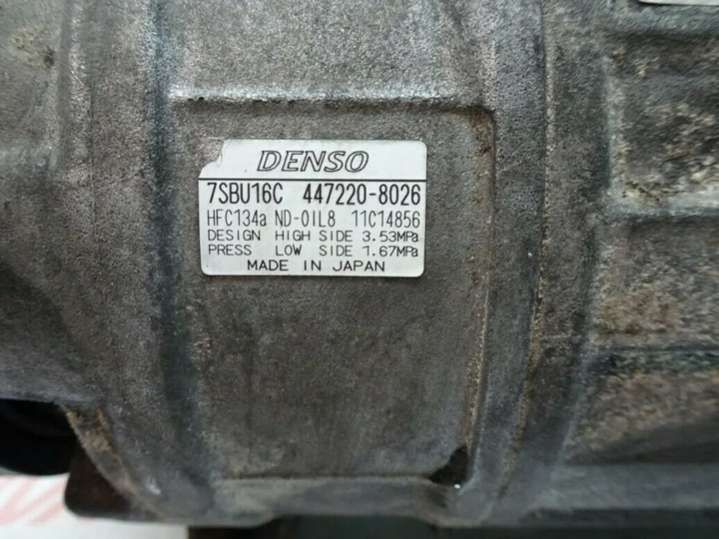 DENSO
7SBU16C 447220-8026
HFC134a ND-OIL8 11C14856
DESIGN HIGH SIDE 3.53MPa
PRESS LOW SIDE 1.67MPa
MADE IN JAPAN